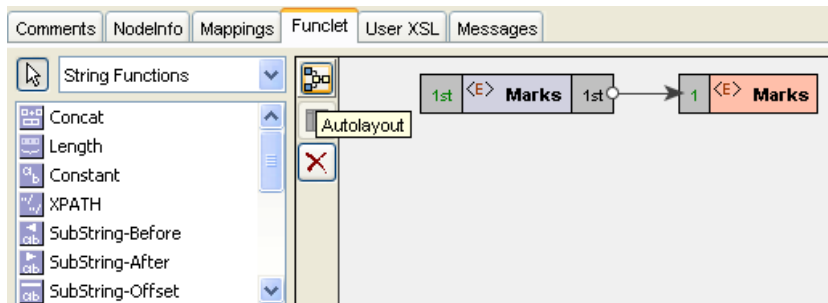 Comments NodeInfo Mappings Funclet User XSL Messages
String Functions
Concat
Length
Constant
XPATH
SubString-Before
SubString-After
SubString-Offset
Autolayout
1st <E> Marks 1st 1 <E> Marks